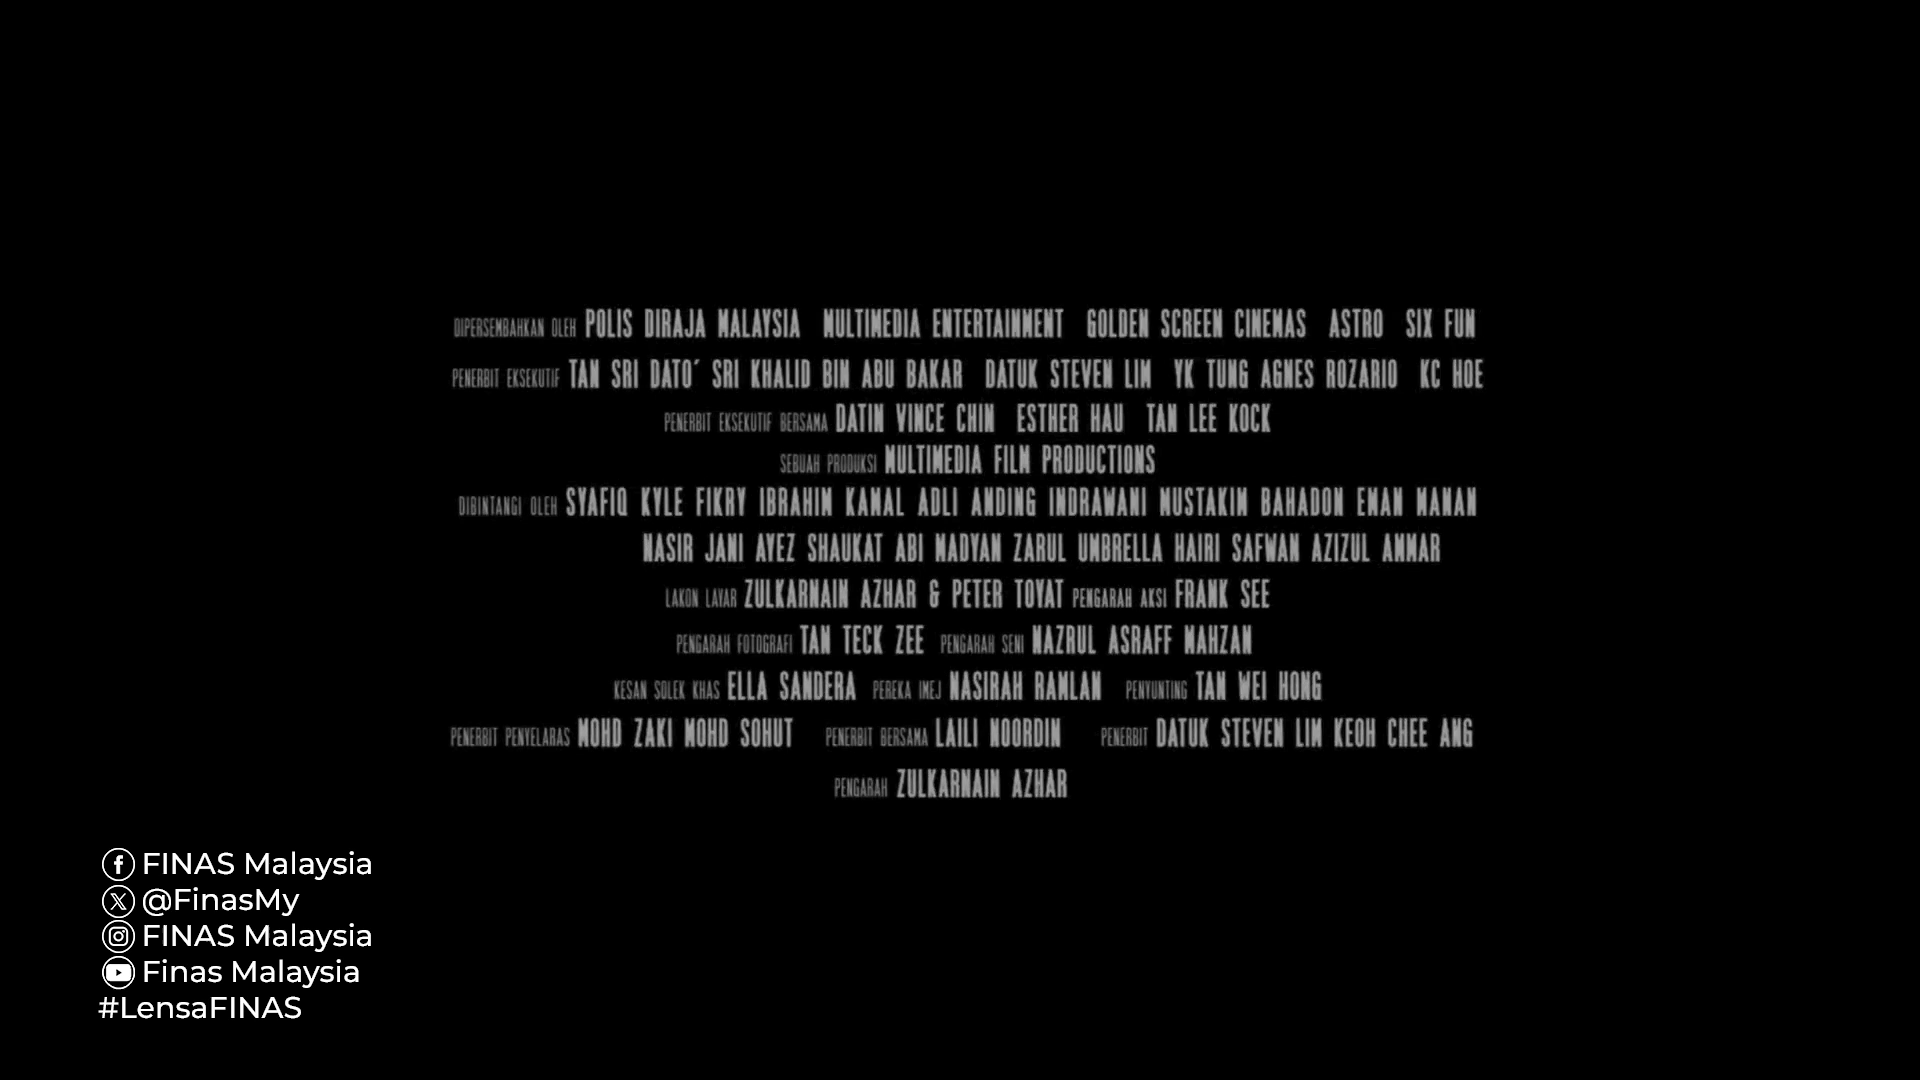 DIPERSEMBAHKAN OLEH POLIS DIRAJA MALAYSIA MULTIMEDIA ENTERTAINMENT GOLDEN SCREEN CINEMAS ASTRO SIX FUN
PENERBIT EKSEKUTIF TAN SRI DATO' SRI KHALID BIN ABU BAKAR DATUK STEVEN LIM YK TUNG AGNES ROZARIO KC HOE
PENERBIT EKSEKUTIF BERSAMA DATIN VINCE CHIN ESTHER HAU TAN LEE KOCK
SEBUAH PRODUKSI MULTIMEDIA FILM PRODUCTIONS
DIBINTANGI OLEH SYAFIQ KYLE FIKRY IBRAHIM KAMAL ADLI ANDING INDRAWANI MUSTAKIM BAHADON EMAN MANAN
NASIR JANI AYEZ SHAUKAT ABI MADYAN ZARUL UMBRELLA HAIRI SAFWAN AZIZUL AMMAR
LAKON LAYAR ZULKARNAIN AZHAR & PETER TOYAT PENGARAH AKSI FRANK SEE
PENGARAH FOTOGRAFI TAN TECK ZEE PENGARAH SENI NAZRUL ASRAFF MAHZAN
KESAN SOLEK KHAS ELLA SANDERA PEREKA IMEJ NASIRAH RAMLAN PENYUNTING TAN WEI HONG
PENERBIT PENYELARAS MOHD ZAKI MOHD SOHUT PENERBIT BERSAMA LAILI NOORDIN PENERBIT DATUK STEVEN LIM KEOH CHEE ANG
PENGARAH ZULKARNAIN AZHAR
FINAS Malaysia
@FinasMy
FINAS Malaysia
Finas Malaysia
#LensaFINAS